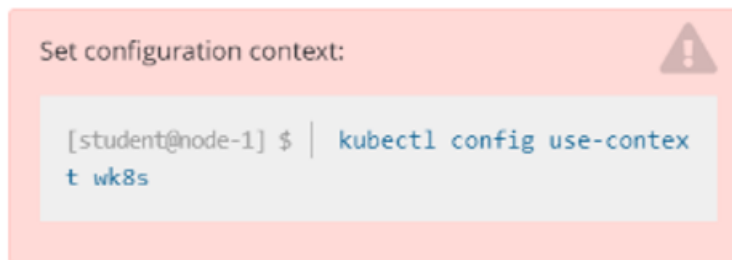 Set configuration context:
[student@node-1] $ | kubectl config use-contex
t wk8s